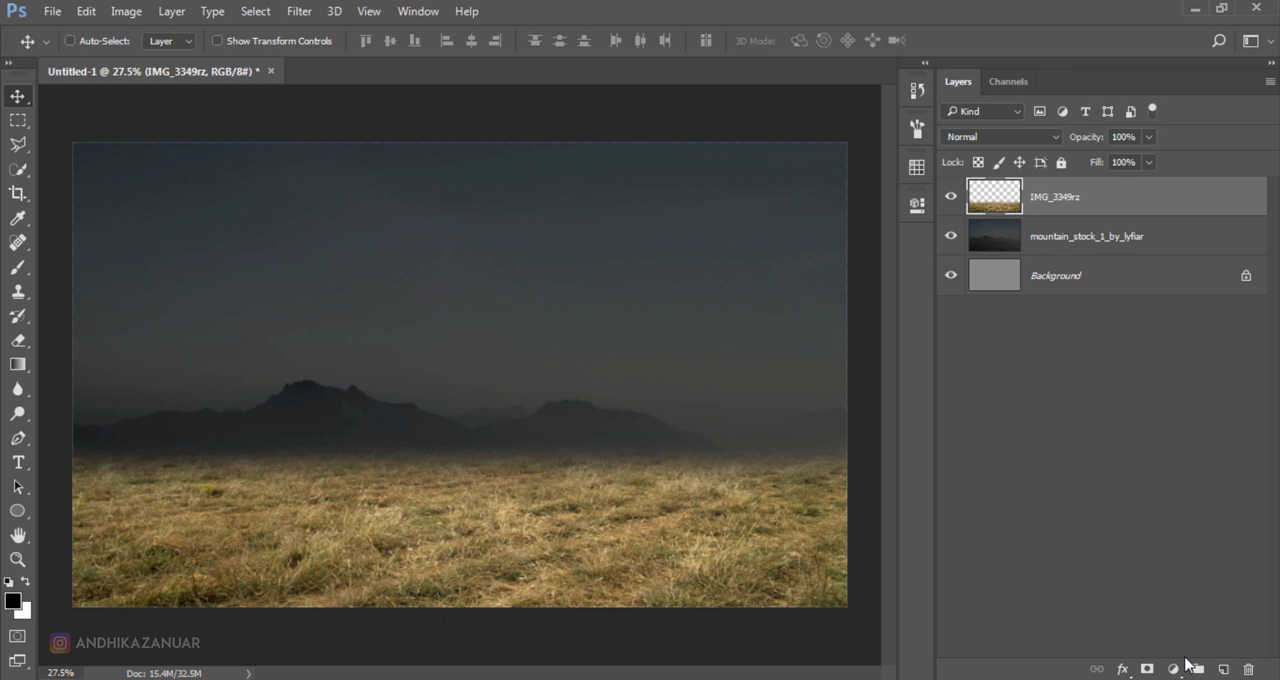 Ps File Edit Image Layer Type Select Filter 3D View Window Help
Auto-Select: Layer Show Transform Controls 3D Mode:
Untitled-1 @ 27.5% (IMG_3349rz, RGB/8#) *
Layers Channels
Kind
Normal Opacity: 100%
Lock: Fill: 100%
IMG_3349rz
mountain_stock_1_by_lyfiar
Background
ANDHIKAZANUAR
27.5% Doc: 15.4M/32.5M